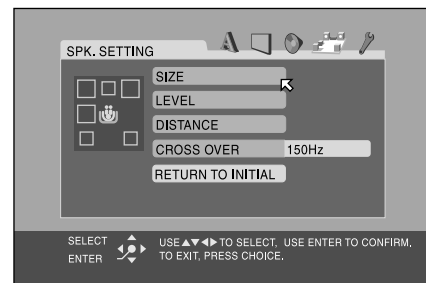 SPK. SETTING
SIZE
LEVEL
DISTANCE
CROSS OVER 150Hz
RETURN TO INITIAL
SELECT USE▲▼◀▶TO SELECT, USE ENTER TO CONFIRM,
ENTER TO EXIT, PRESS CHOICE.